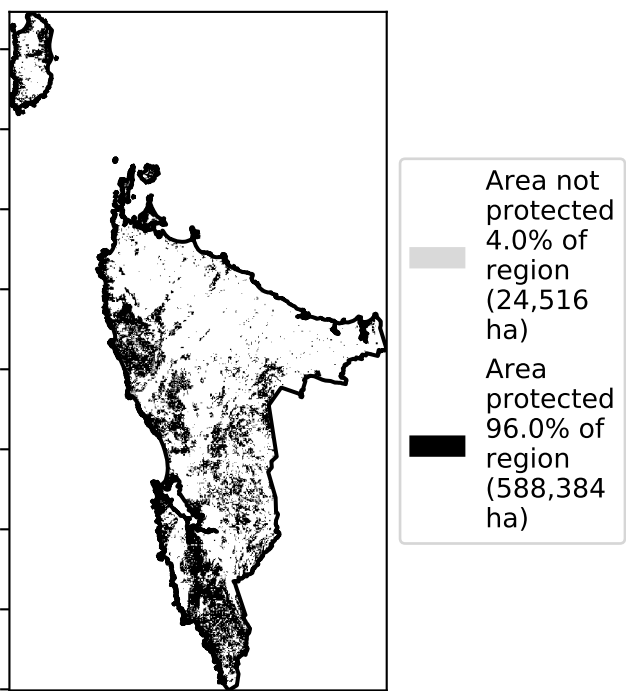 Area not
protected
4.0% of
region
(24,516
ha)
Area
protected
96.0% of
region
(588,384
ha)